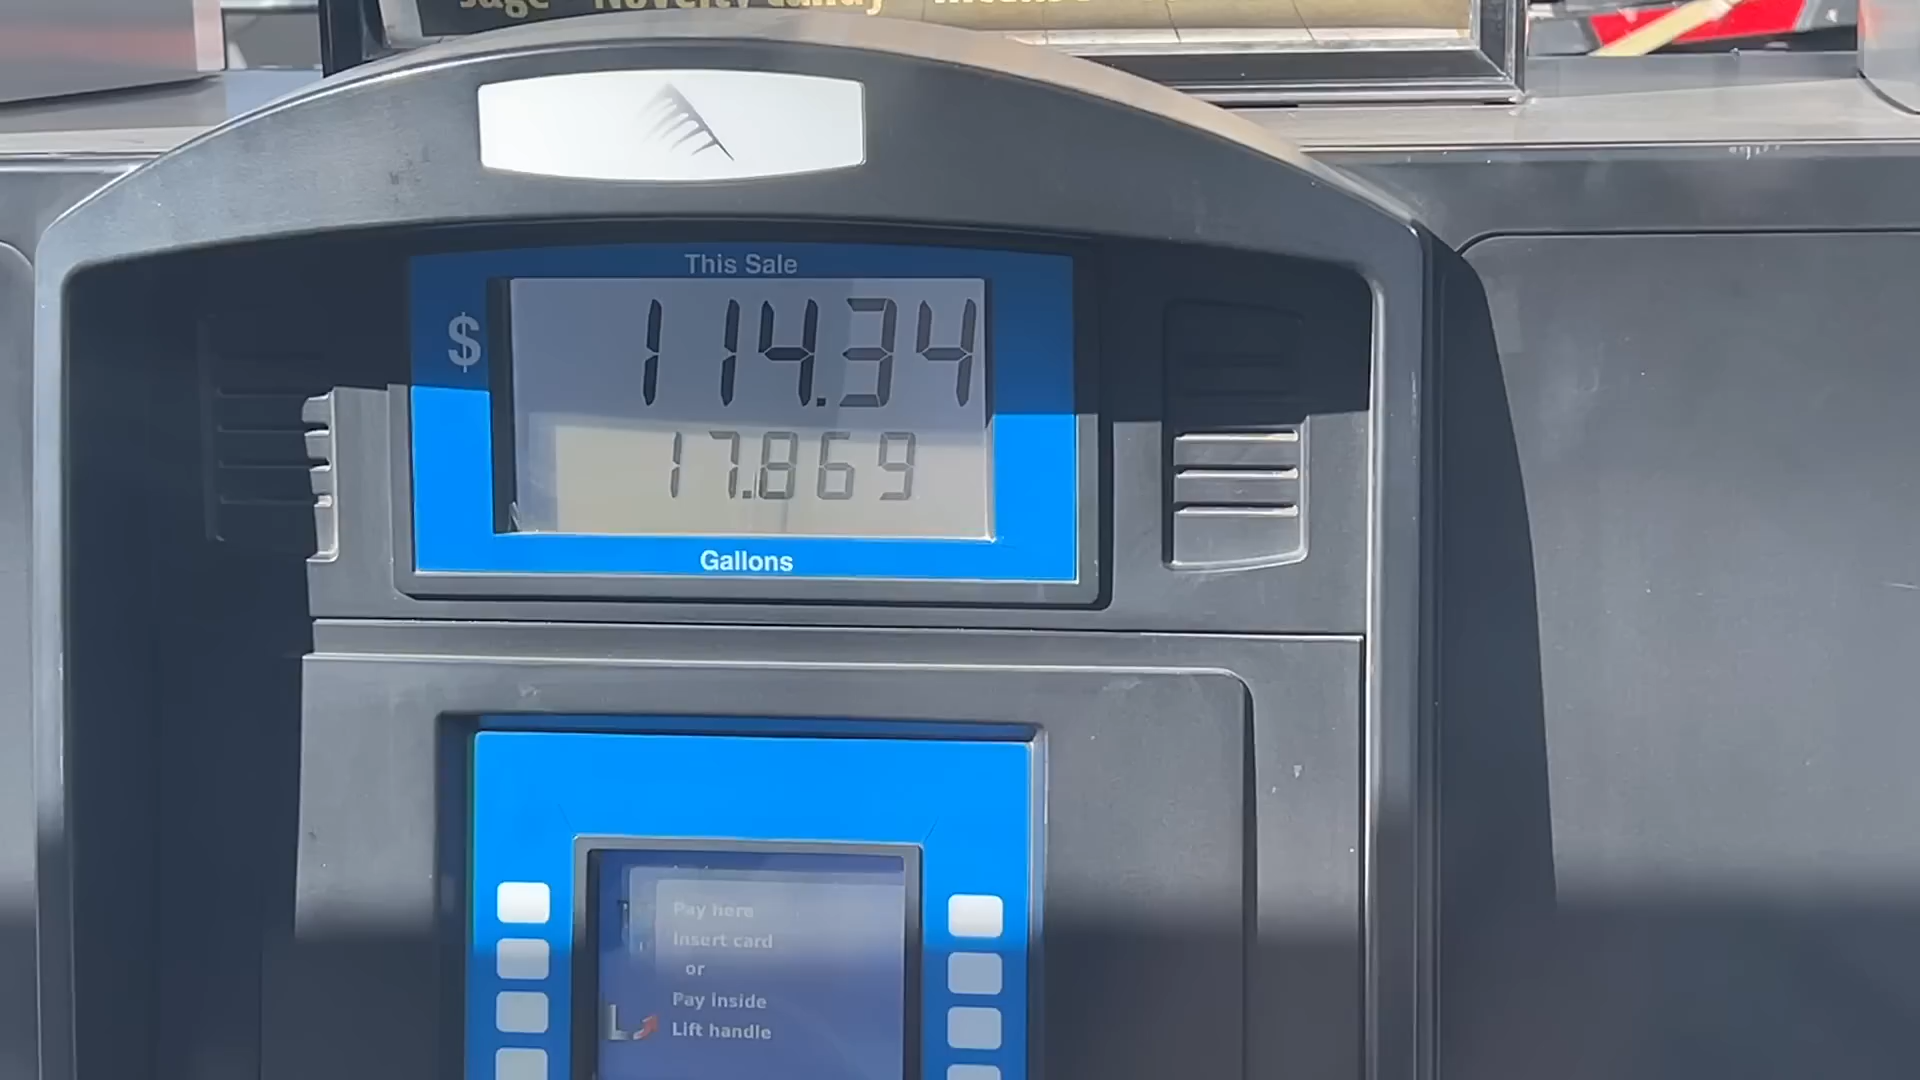 This Sale
$ 114.34
17.869
Gallons
Pay here
Insert card
or
Pay inside
Lift handle